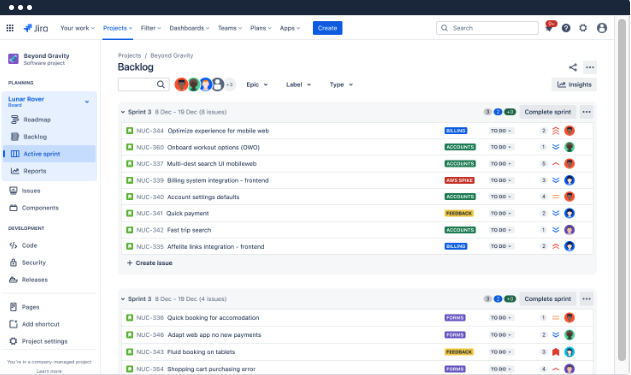 Jira
Your work
Projects
Filter
Dashboards
Teams
Plans
Apps
Create
Search
9+
Beyond Gravity
Software project
Projects / Beyond Gravity
Backlog
PLANNING
Lunar Rover
Board
Roadmap
Backlog
Active sprint
Reports
Issues
Components
DEVELOPMENT
Code
Security
Releases
Pages
Add shortcut
Project settings
You're in a company-managed project
Learn more
+3
Epic
Label
Type
Insights
Sprint 3 8 Dec - 19 Dec (8 issues) 3 2 +3 Complete sprint
NUC-344 Optimize experience for mobile web BILLING TO DO 2
NUC-360 Onboard workout options (OWO) ACCOUNTS TO DO 1
NUC-337 Multi-dest search UI mobileweb ACCOUNTS TO DO 5
NUC-339 Billing system integration - frontend AWS SPIKE TO DO 3
NUC-340 Account settings defaults ACCOUNTS TO DO 4
NUC-341 Quick payment FEEDBACK TO DO 2
NUC-342 Fast trip search ACCOUNTS TO DO 1
NUC-335 Affelite links integration - frontend BILLING TO DO 2
+ Create issue
Sprint 3 8 Dec - 19 Dec (4 issues) 3 2 +3 Complete sprint
NUC-336 Quick booking for accomodation FORMS TO DO 1
NUC-346 Adapt web app no new payments FORMS TO DO 2
NUC-343 Fluid booking on tablets FEEDBACK TO DO 3
NUC-354 Shopping cart purchasing error FORMS TO DO 4